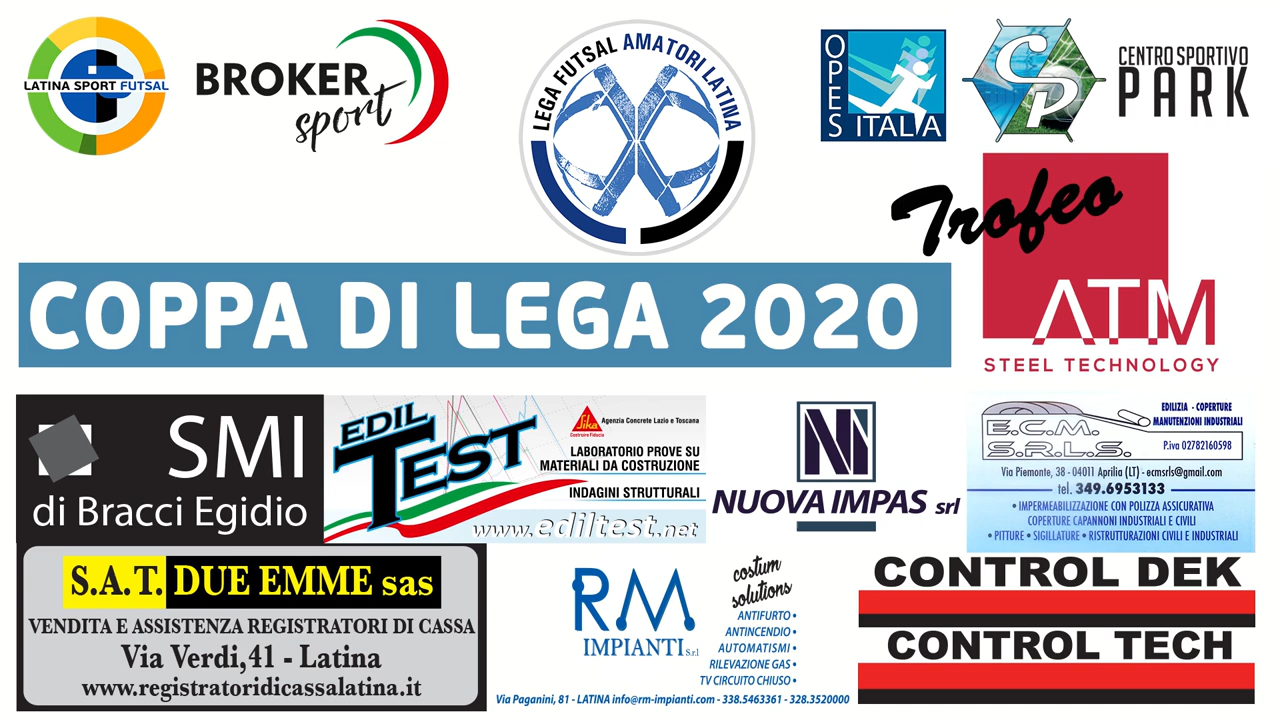 LATINA SPORT FUTSAL
BROKER
sport
LEGA FUTSAL AMATORI LATINA
OPES
ITALIA
CP
CENTRO SPORTIVO
PARK
Trofeo
ATM
STEEL TECHNOLOGY
COPPA DI LEGA 2020
SMI
di Bracci Egidio
EDIL
TEST
Sika
Costruire Fiducia
Agenzia Concrete Lazio e Toscana
LABORATORIO PROVE SU
MATERIALI DA COSTRUZIONE
INDAGINI STRUTTURALI
www.ediltest.net
NI
NUOVA IMPAS srl
E.C.M.
S.R.L.S.
EDILIZIA - COPERTURE
MANUTENZIONI INDUSTRIALI
P.iva 02782160598
Via Piemonte, 38 - 04011 Aprilia (LT) - ecmsrls@gmail.com
tel. 349.6953133
• IMPERMEABILIZZAZIONE CON POLIZZA ASSICURATIVA
COPERTURE CAPANNONI INDUSTRIALI E CIVILI
• PITTURE • SIGILLATURE • RISTRUTTURAZIONI CIVILI E INDUSTRIALI
S.A.T. DUE EMME sas
VENDITA E ASSISTENZA REGISTRATORI DI CASSA
Via Verdi,41 - Latina
www.registratoridicassalatina.it
RM
IMPIANTI S.r.l
costum
solutions
ANTIFURTO •
ANTINCENDIO •
AUTOMATISMI •
RILEVAZIONE GAS •
TV CIRCUITO CHIUSO •
Via Paganini, 81 - LATINA info@rm-impianti.com - 338.5463361 - 328.3520000
CONTROL DEK
CONTROL TECH